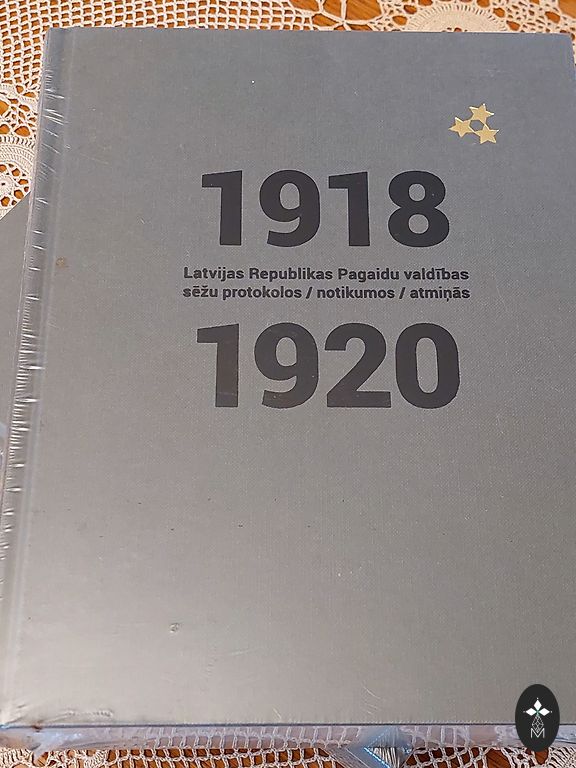 1918
Latvijas Republikas Pagaidu valdības
sēžu protokolos / notikumos / atmiņās
1920
M